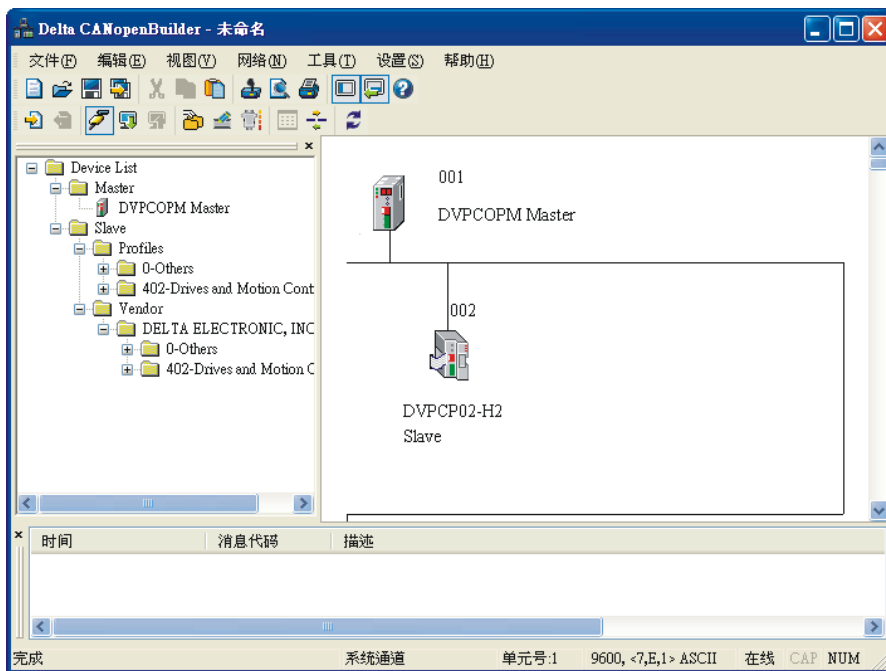 Delta CANopenBuilder - 未命名
文件(F) 编辑(E) 视图(V) 网络(N) 工具(T) 设置(S) 帮助(H)
Device List
Master
DVPCOPM Master
Slave
Profiles
0-Others
402-Drives and Motion Cont
Vendor
DELTA ELECTRONIC, INC
0-Others
402-Drives and Motion C
001
DVPCOPM Master
002
DVPCP02-H2
Slave
时间 消息代码 描述
完成 系统通道 单元号:1 9600, <7,E,1> ASCII 在线 CAP NUM